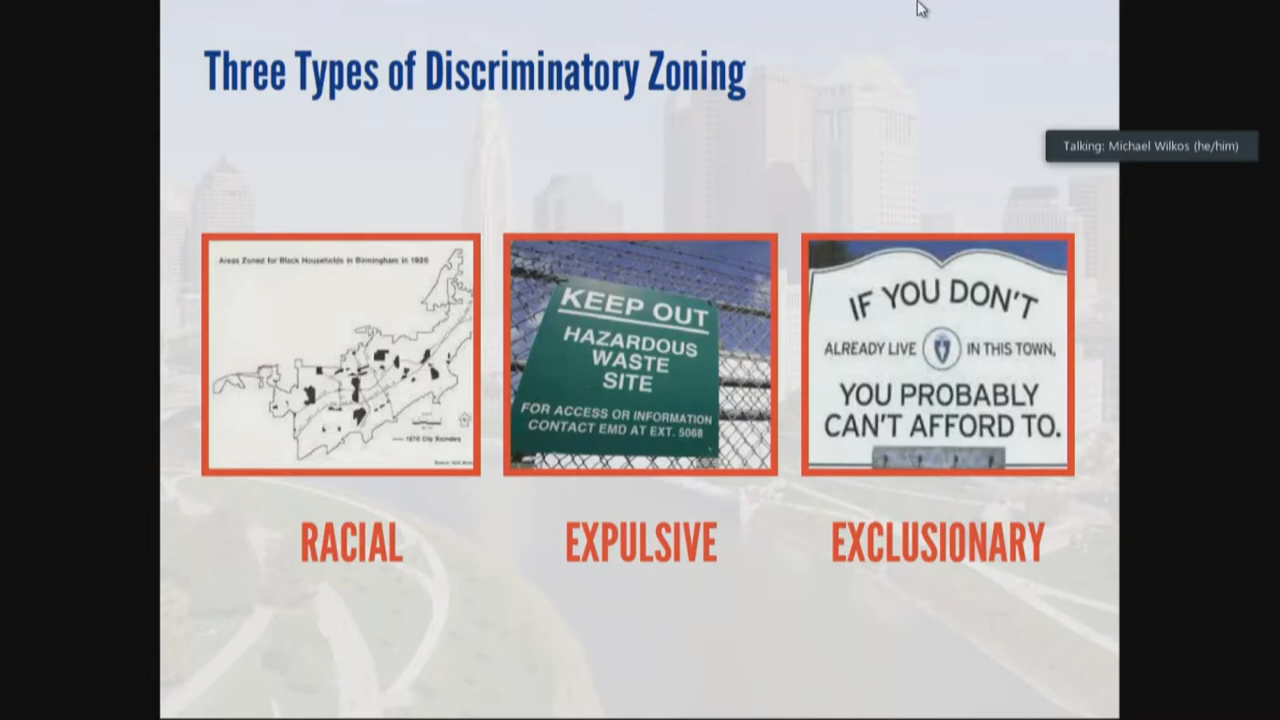 Three Types of Discriminatory Zoning
Talking: Michael Wilkos (he/him)
Areas Zoned for Black Households in Birmingham in 1926
1926 City Boundary
KEEP OUT
HAZARDOUS
WASTE
SITE
FOR ACCESS OR INFORMATION
CONTACT EMD AT EXT. 5068
IF YOU DON'T
ALREADY LIVE IN THIS TOWN,
YOU PROBABLY
CAN'T AFFORD TO.
RACIAL
EXPULSIVE
EXCLUSIONARY